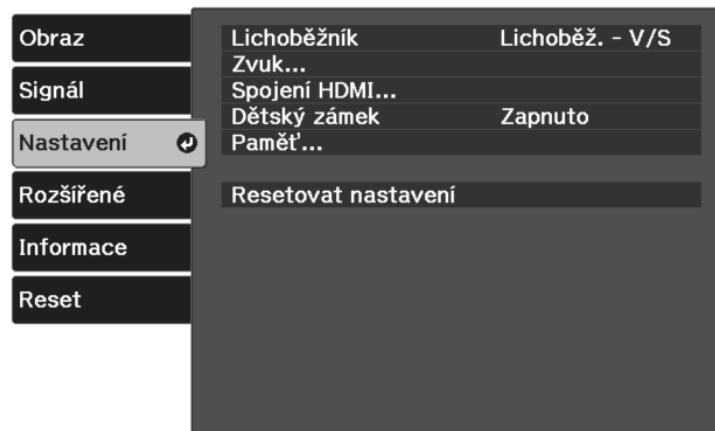 Obraz
Signál
Nastavení
Rozšířené
Informace
Reset
Lichoběžník Lichoběž. - V/S
Zvuk...
Spojení HDMI...
Dětský zámek Zapnuto
Paměť...
Resetovat nastavení